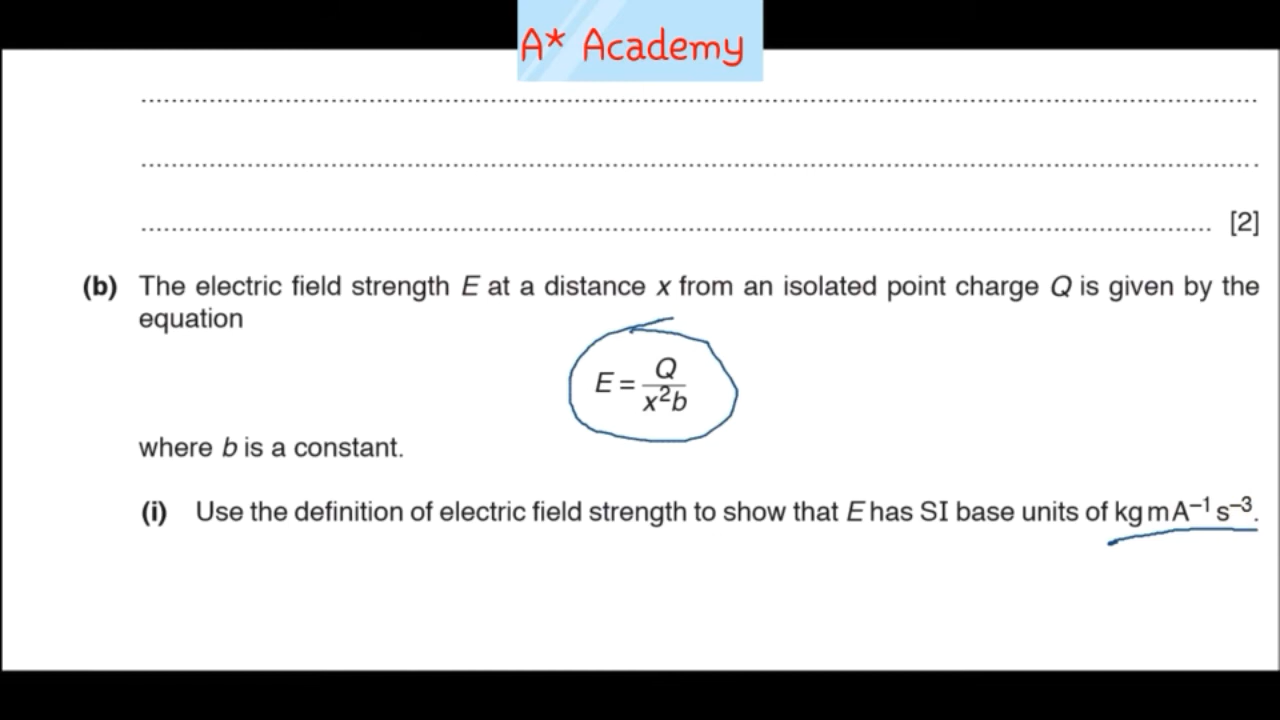 A* Academy
[2]
(b) The electric field strength E at a distance x from an isolated point charge Q is given by the
equation
E = Q / x²b
where b is a constant.
(i) Use the definition of electric field strength to show that E has SI base units of kg m A⁻¹ s⁻³.